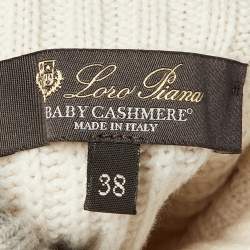 Loro Piana
BABY CASHMERE°
MADE IN ITALY
38